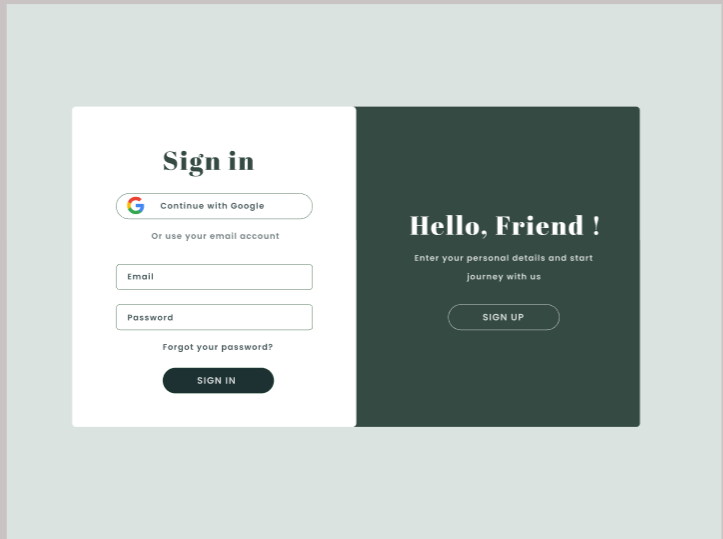 Sign in
Continue with Google
Or use your email account
Email
Password
Forgot your password?
SIGN IN
Hello, Friend !
Enter your personal details and start
journey with us
SIGN UP